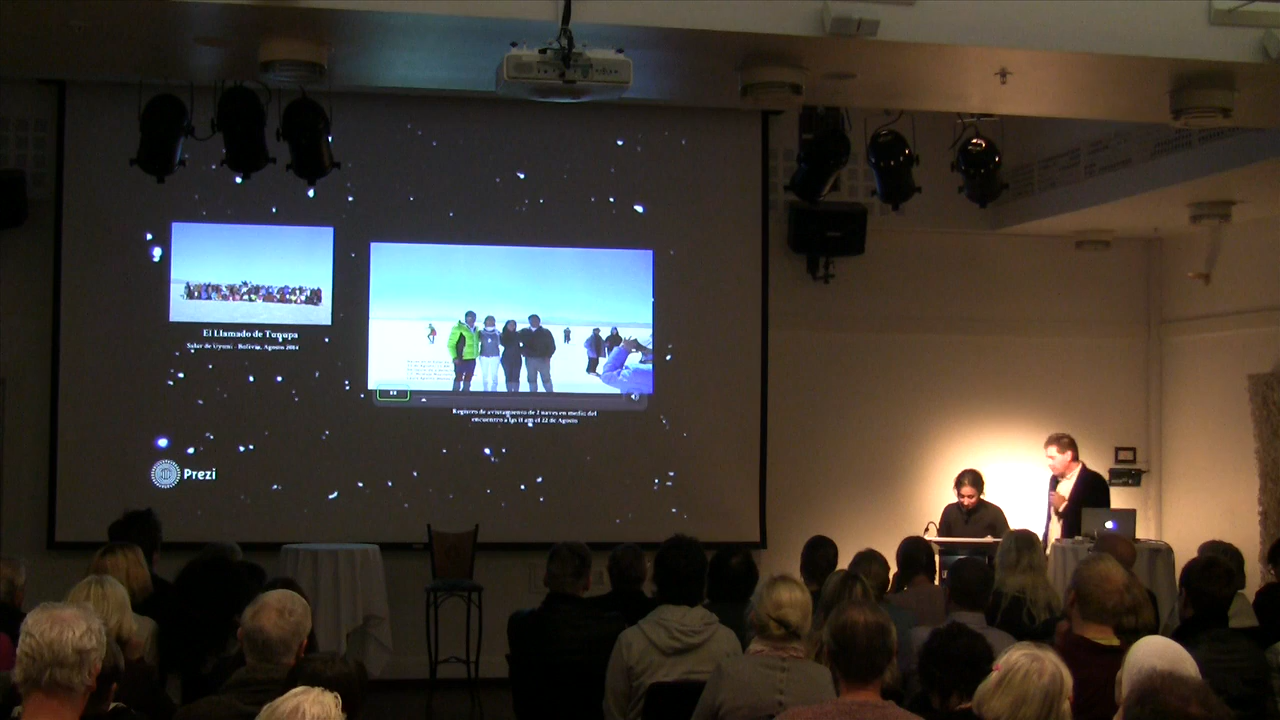 El Llamado de Tunupa
Salar de Uyuni - Bolivia, Agosto 2014
Registro de avistamiento de 2 naves en medio del
encuentro a las 11 am el 22 de Agosto
Prezi